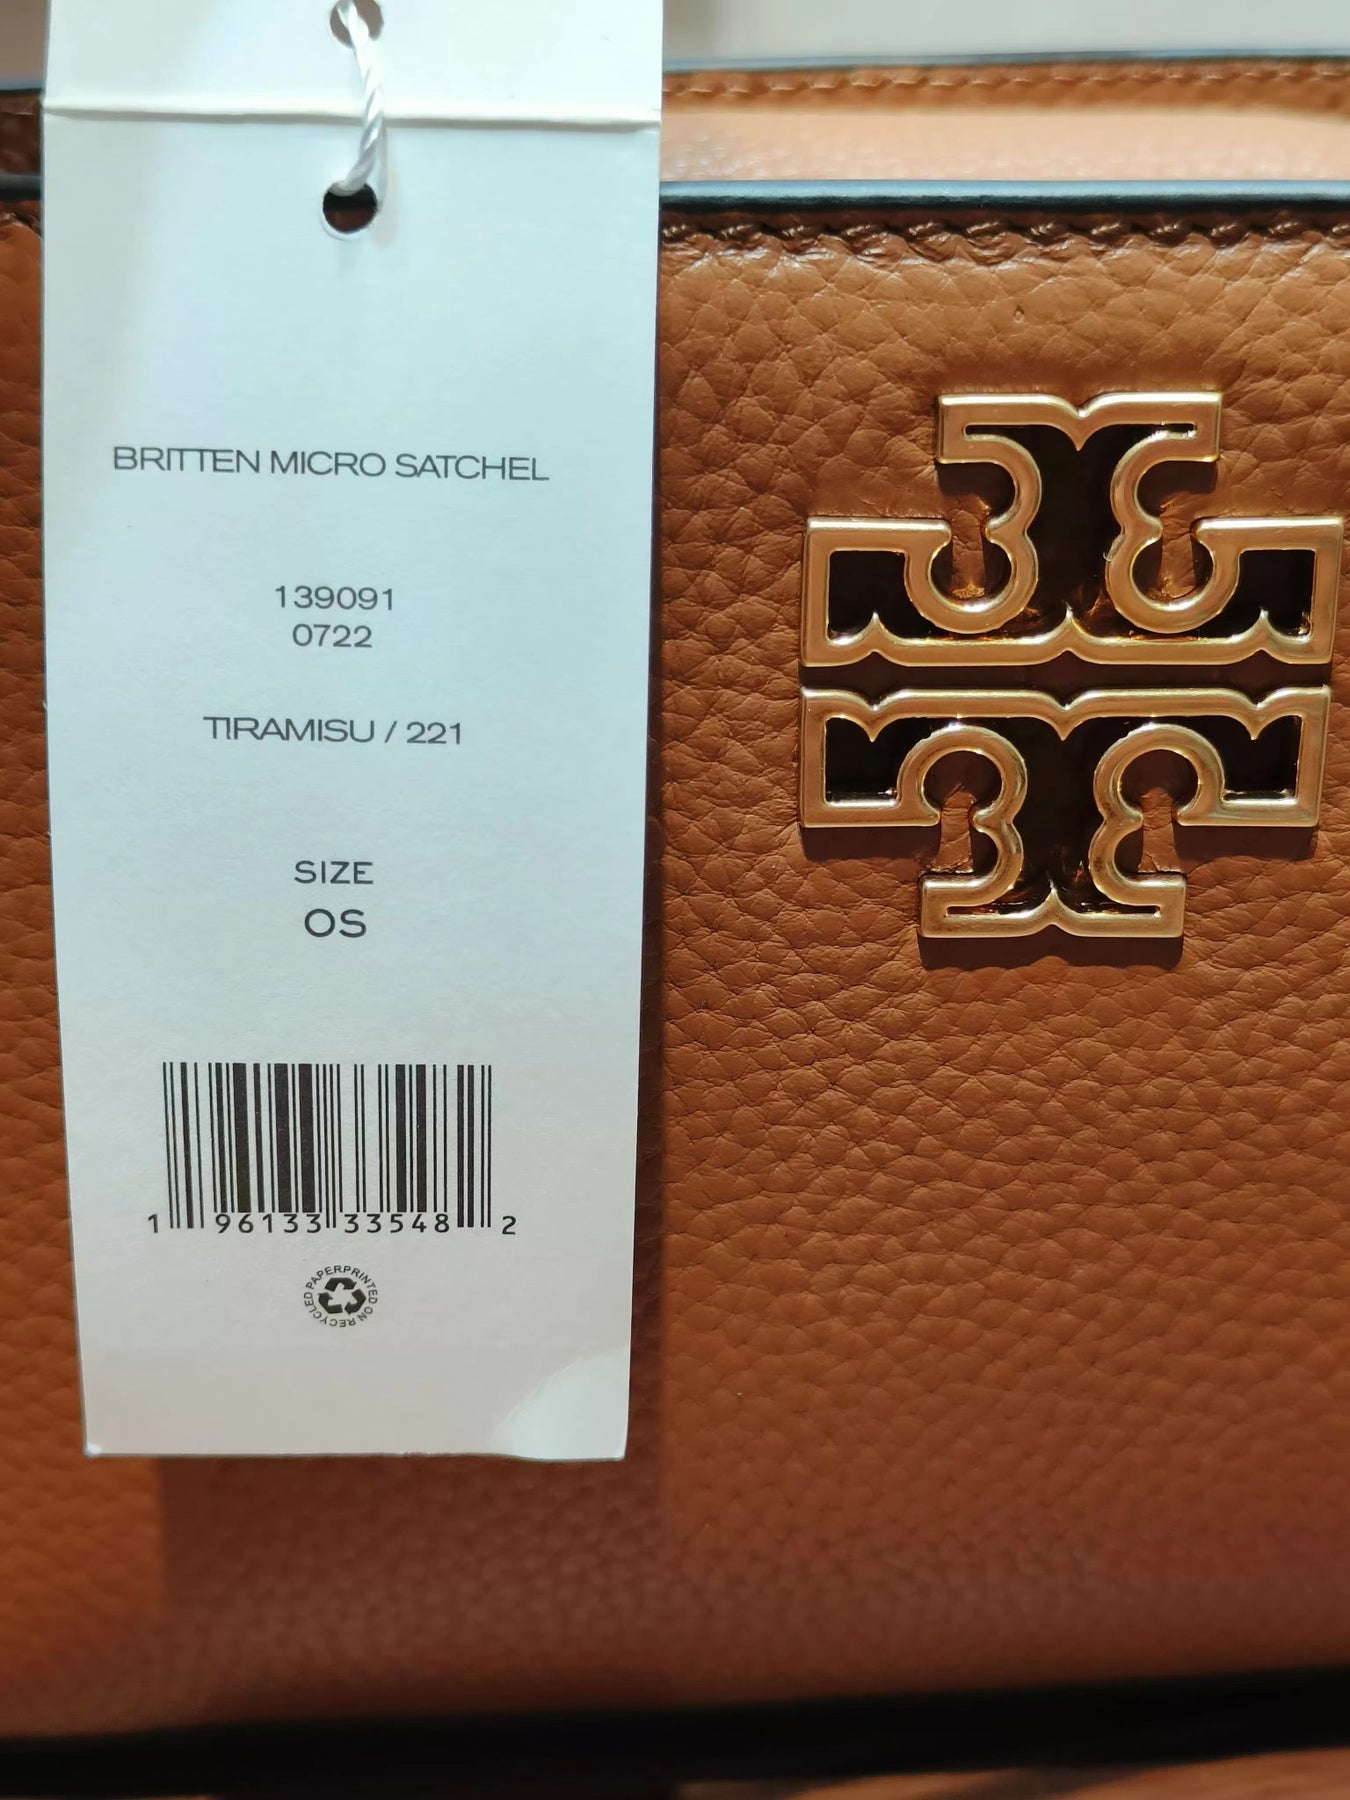 BRITTEN MICRO SATCHEL
139091
0722
TIRAMISU / 221
SIZE
OS
1 96133 33548 2
PRINTED ON RECYCLED PAPER